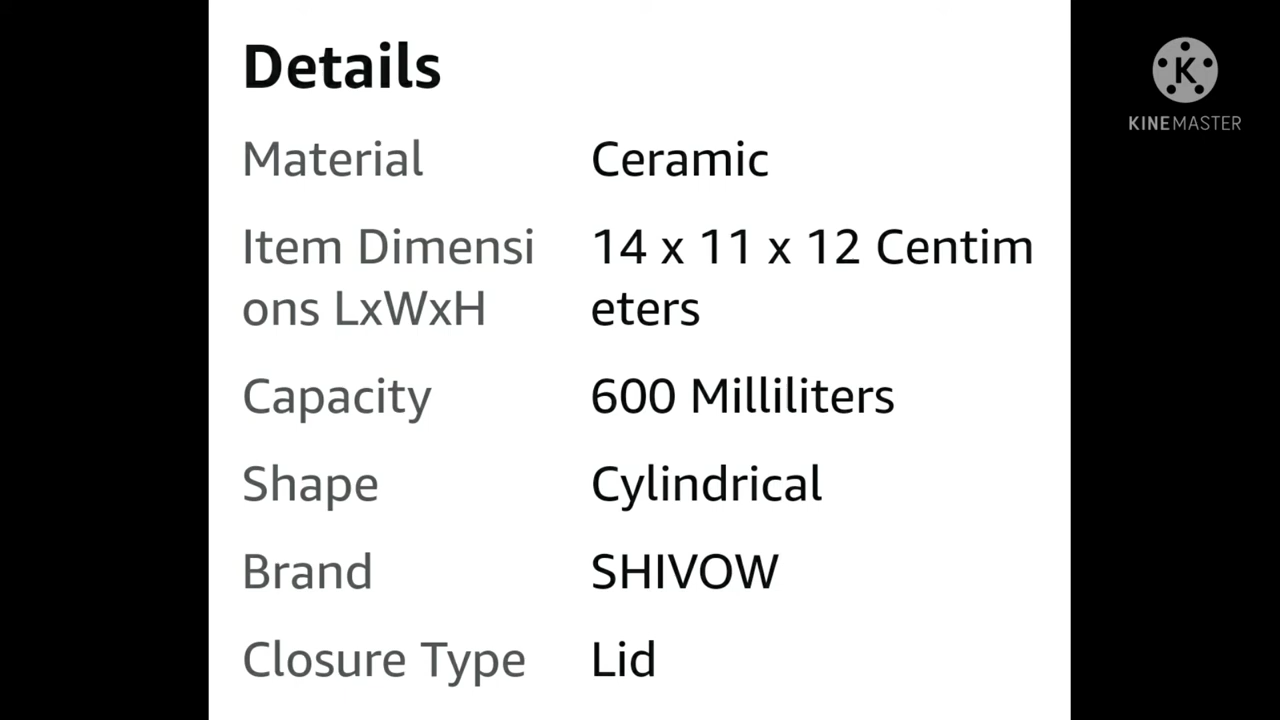 Details
Material Ceramic
Item Dimensi 14 x 11 x 12 Centim
ons LxWxH eters
Capacity 600 Milliliters
Shape Cylindrical
Brand SHIVOW
Closure Type Lid
K
KINEMASTER